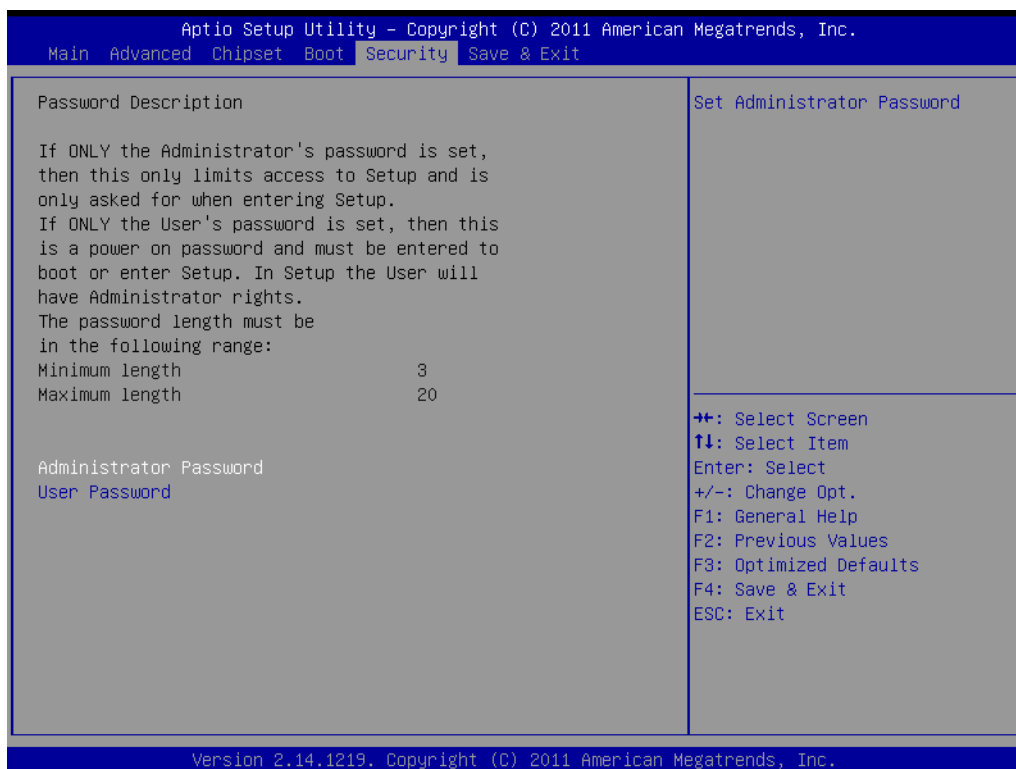 Aptio Setup Utility – Copyright (C) 2011 American Megatrends, Inc.
Main Advanced Chipset Boot Security Save & Exit
Password Description
If ONLY the Administrator's password is set,
then this only limits access to Setup and is
only asked for when entering Setup.
If ONLY the User's password is set, then this
is a power on password and must be entered to
boot or enter Setup. In Setup the User will
have Administrator rights.
The password length must be
in the following range:
Minimum length 3
Maximum length 20
Administrator Password
User Password
Set Administrator Password
→←: Select Screen
↑↓: Select Item
Enter: Select
+/-: Change Opt.
F1: General Help
F2: Previous Values
F3: Optimized Defaults
F4: Save & Exit
ESC: Exit
Version 2.14.1219. Copyright (C) 2011 American Megatrends, Inc.